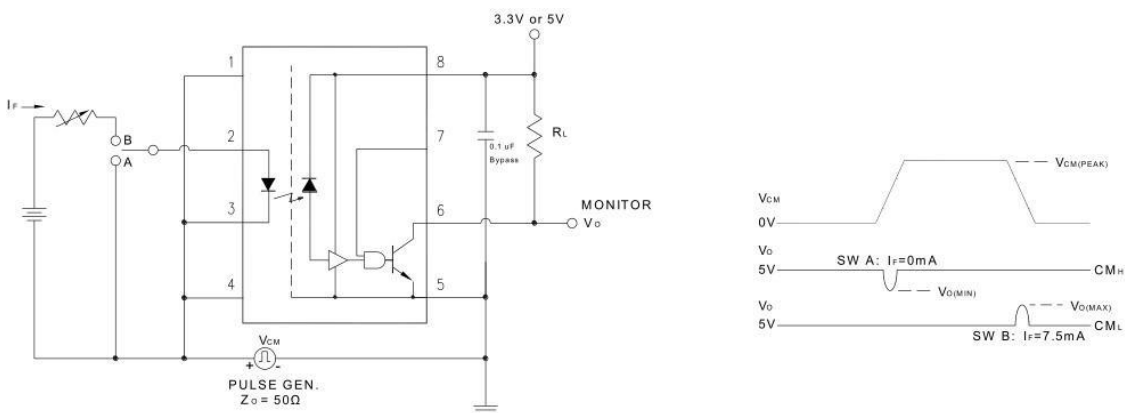 3.3V or 5V
1
8
IF
B
A
2
7
0.1 uF
Bypass
RL
3
6
MONITOR
Vo
4
5
VCM
+
-
PULSE GEN.
Zo = 50Ω
VCM(PEAK)
VCM
0V
Vo
SW A: IF=0mA
5V
CMH
VO(MIN)
Vo
VO(MAX)
5V
CML
SW B: IF=7.5mA